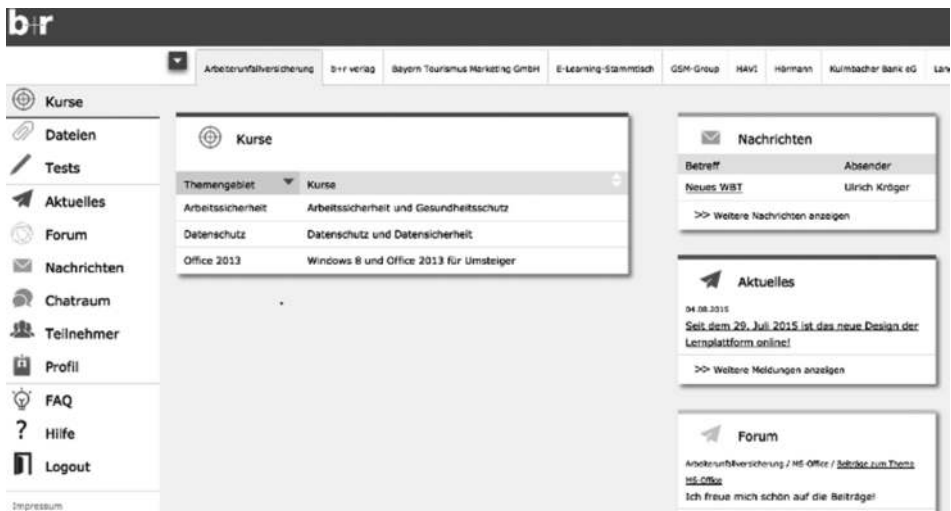 b+r
Arbeiterunfallversicherung b+r verlag Bayern Tourismus Marketing GmbH E-Learning-Stammtisch GSM-Group HAVI Hörmann Kulmbacher Bank eG
Kurse
Dateien
Tests
Aktuelles
Forum
Nachrichten
Chatraum
Teilnehmer
Profil
FAQ
Hilfe
Logout
Impressum
Kurse
Themengebiet Kurse
Arbeitssicherheit Arbeitssicherheit und Gesundheitsschutz
Datenschutz Datenschutz und Datensicherheit
Office 2013 Windows 8 und Office 2013 für Umsteiger
Nachrichten
Betreff Absender
Neues WBT Ulrich Kröger
>> Weitere Nachrichten anzeigen
Aktuelles
04.08.2015
Seit dem 29. Juli 2015 ist das neue Design der
Lernplattform online!
>> Weitere Meldungen anzeigen
Forum
Arbeiterunfallversicherung / MS-Office / Beiträge zum Thema
MS-Office
Ich freue mich schön auf die Beiträge!